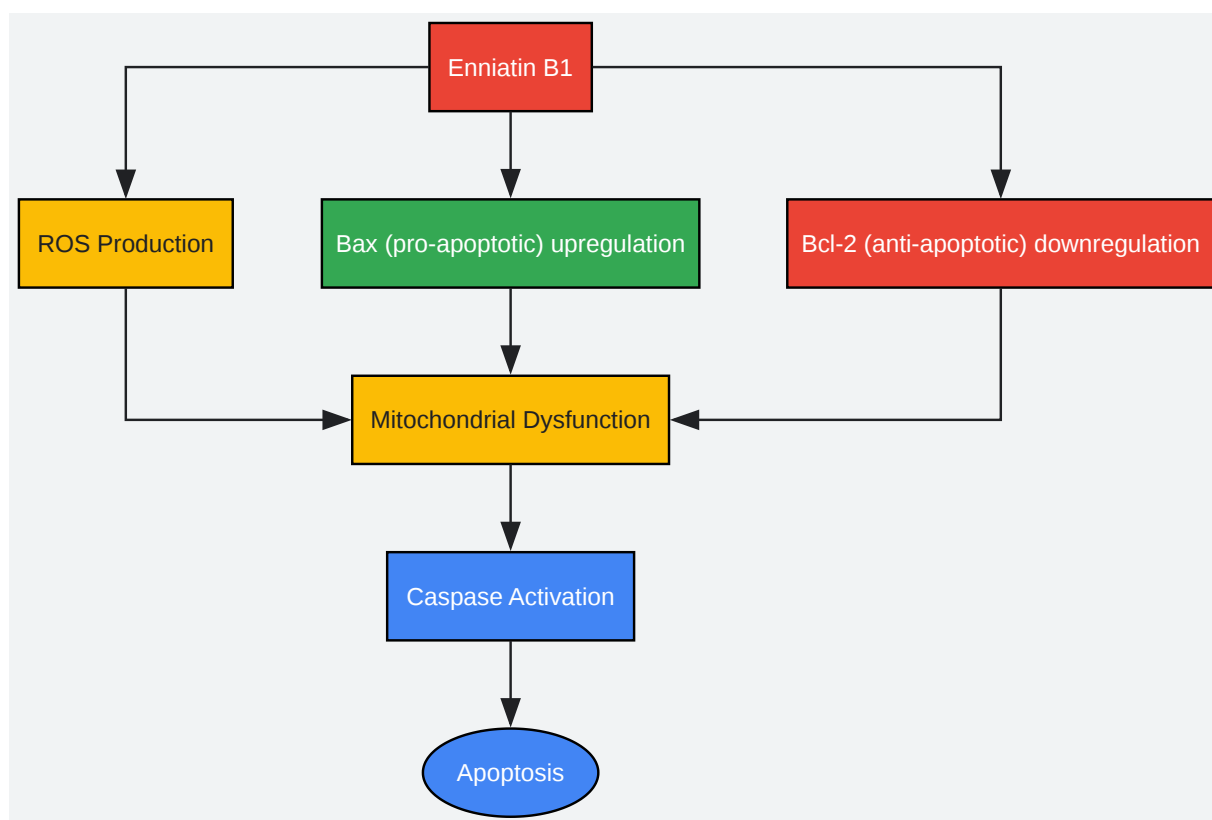 Enniatin B1
ROS Production
Bax (pro-apoptotic) upregulation
Bcl-2 (anti-apoptotic) downregulation
Mitochondrial Dysfunction
Caspase Activation
Apoptosis